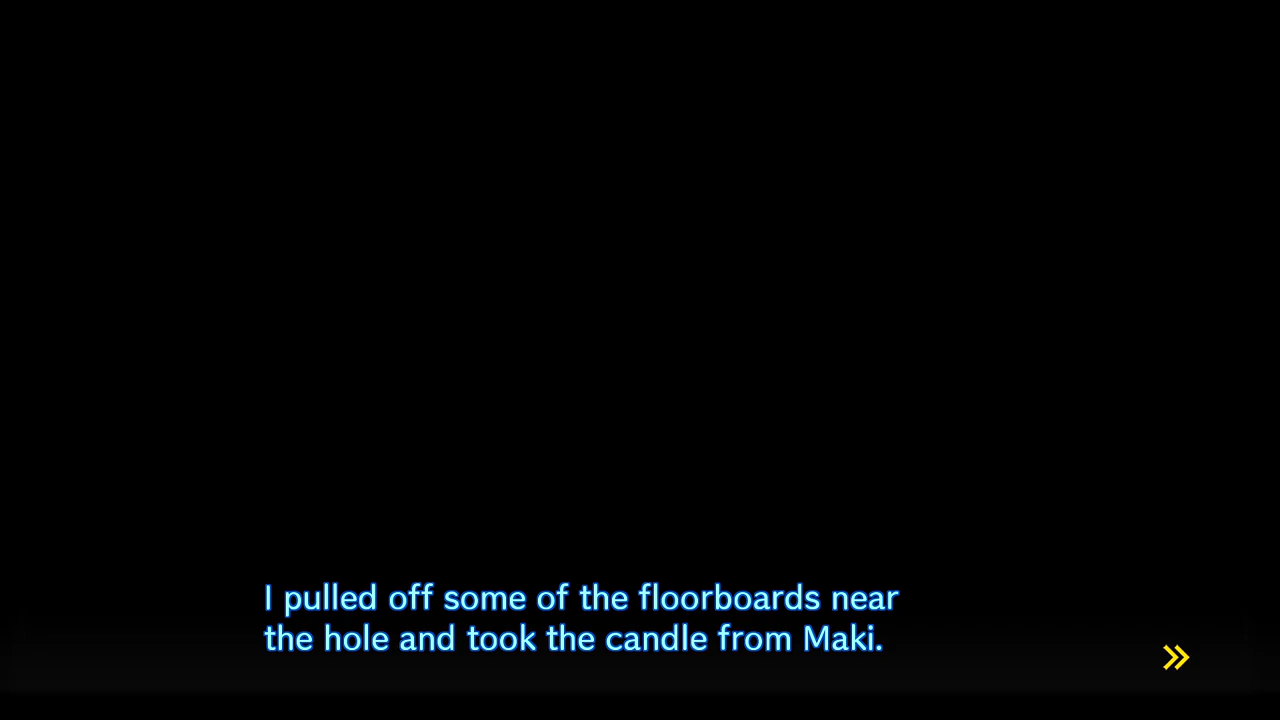 I pulled off some of the floorboards near
the hole and took the candle from Maki.